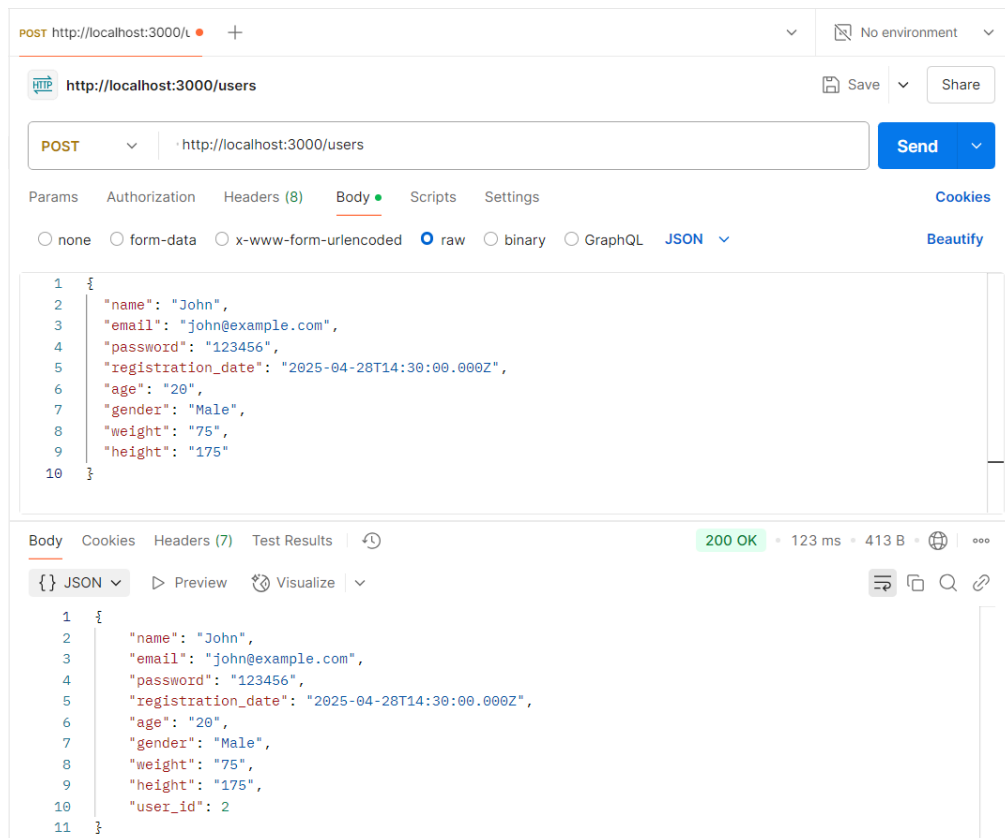 POST http://localhost:3000/u
No environment
HTTP http://localhost:3000/users
Save
Share
POST http://localhost:3000/users
Send
Params Authorization Headers (8) Body Scripts Settings Cookies
none form-data x-www-form-urlencoded raw binary GraphQL JSON Beautify
1 {
2 "name": "John",
3 "email": "john@example.com",
4 "password": "123456",
5 "registration_date": "2025-04-28T14:30:00.000Z",
6 "age": "20",
7 "gender": "Male",
8 "weight": "75",
9 "height": "175"
10 }
Body Cookies Headers (7) Test Results 200 OK 123 ms 413 B
{} JSON Preview Visualize
1 {
2 "name": "John",
3 "email": "john@example.com",
4 "password": "123456",
5 "registration_date": "2025-04-28T14:30:00.000Z",
6 "age": "20",
7 "gender": "Male",
8 "weight": "75",
9 "height": "175",
10 "user_id": 2
11 }